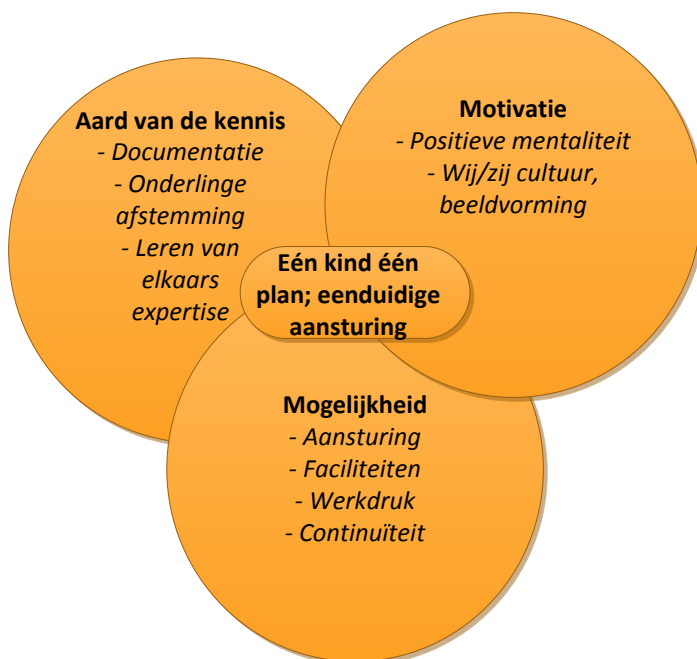 Aard van de kennis
- Documentatie
- Onderlinge
afstemming
- Leren van
elkaars
expertise
Motivatie
- Positieve mentaliteit
- Wij/zij cultuur,
beeldvorming
Eén kind één
plan; eenduidige
aansturing
Mogelijkheid
- Aansturing
- Faciliteiten
- Werkdruk
- Continuïteit